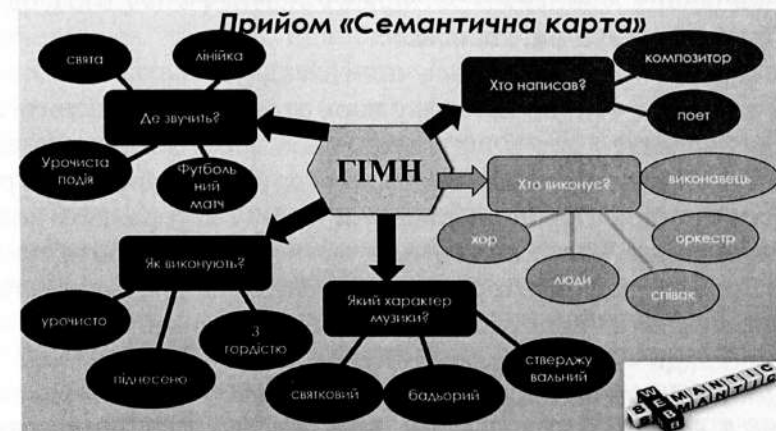 Прийом «Семантична карта»
свята
лінійка
Де звучить?
Урочиста
подія
Футболь
ний
матч
ГІМН
Хто написав?
композитор
поет
Хто виконує?
виконавець
хор
люди
співак
оркестр
Як виконують?
урочисто
піднесено
З
гордістю
Який характер
музики?
святковий
бадьорий
стверджу
вальний
SEMANTIC
WEB